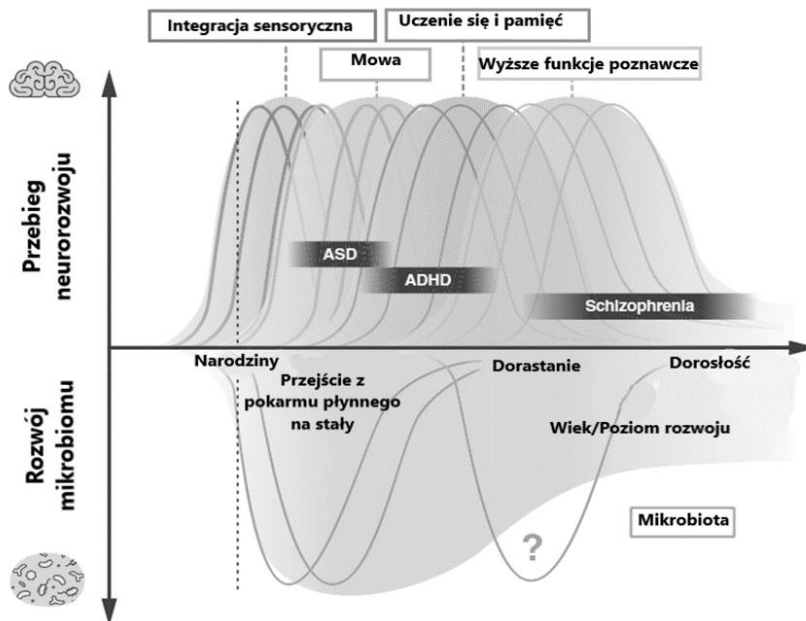 Integracja sensoryczna
Uczenie się i pamięć
Mowa
Wyższe funkcje poznawcze
Przebieg
neurorozwoju
ASD
ADHD
Schizophrenia
Narodziny
Przejście z
pokarmu płynnego
na stały
Dorastanie
Dorosłość
Rozwój
mikrobiomu
Wiek/Poziom rozwoju
Mikrobiota
?